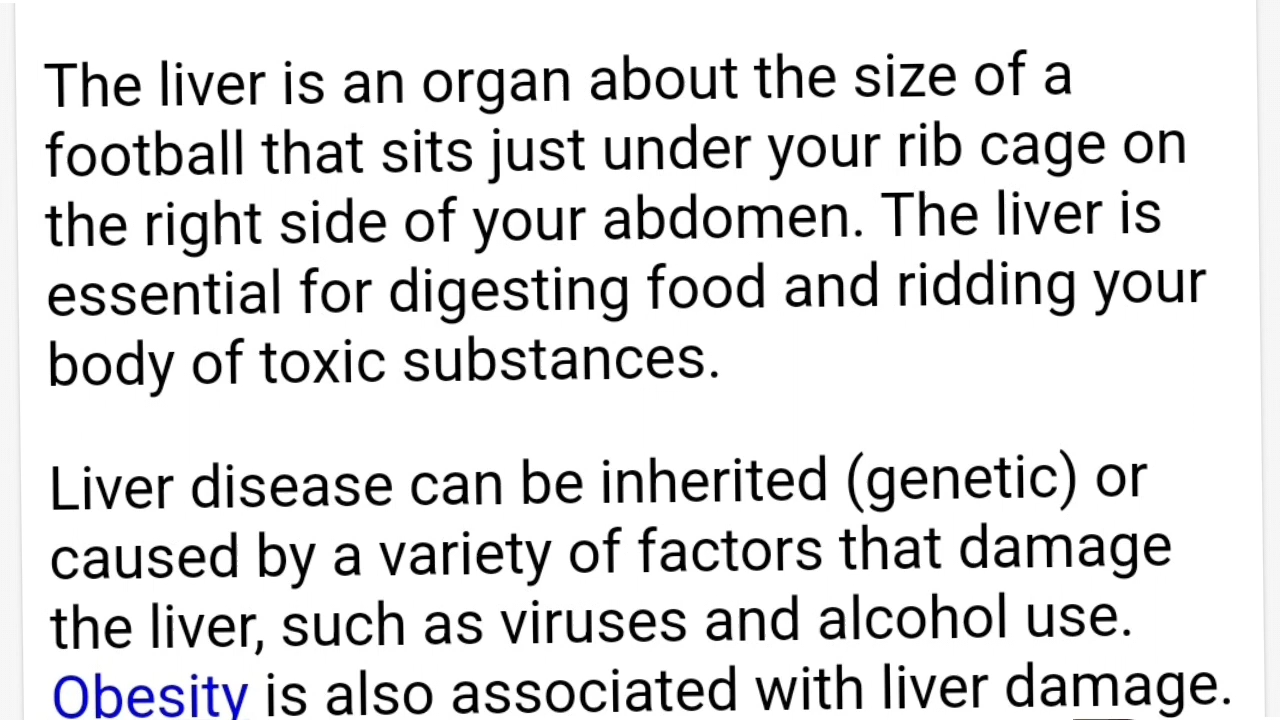 The liver is an organ about the size of a
football that sits just under your rib cage on
the right side of your abdomen. The liver is
essential for digesting food and ridding your
body of toxic substances.
Liver disease can be inherited (genetic) or
caused by a variety of factors that damage
the liver, such as viruses and alcohol use.
Obesity is also associated with liver damage.